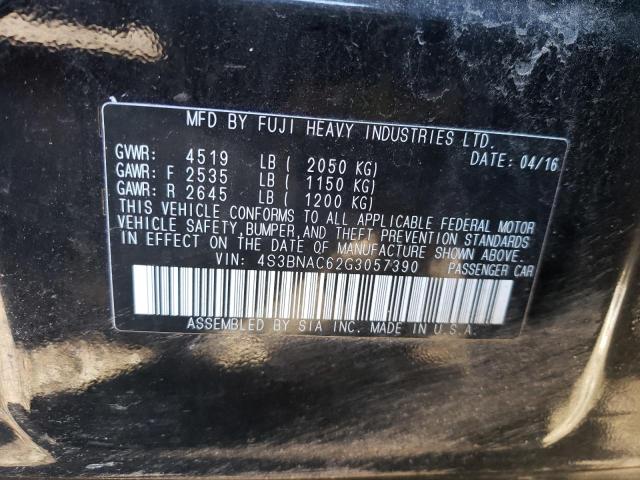 MFD BY FUJI HEAVY INDUSTRIES LTD.
DATE: 04/16
GVWR: 4519 LB ( 2050 KG)
GAWR: F 2535 LB ( 1150 KG)
GAWR: R 2645 LB ( 1200 KG)
THIS VEHICLE CONFORMS TO ALL APPLICABLE FEDERAL MOTOR
VEHICLE SAFETY, BUMPER, AND THEFT PREVENTION STANDARDS
IN EFFECT ON THE DATE OF MANUFACTURE SHOWN ABOVE.
VIN: 4S3BNAC62G3057390 PASSENGER CAR
ASSEMBLED BY SIA INC. MADE IN U.S.A.